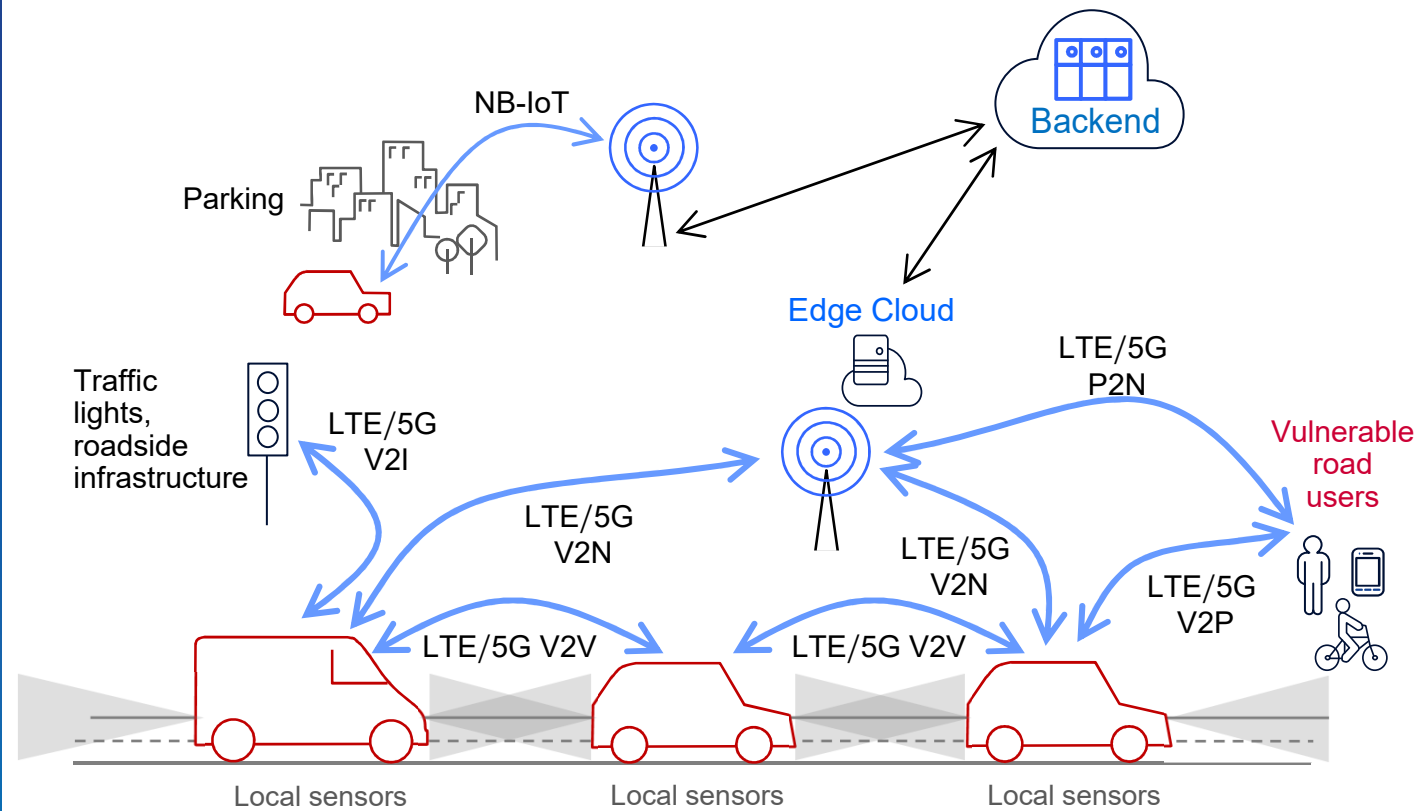 NB-IoT
Backend
Parking
Edge Cloud
LTE/5G
P2N
Traffic
lights,
roadside
infrastructure
LTE/5G
V2I
Vulnerable
road
users
LTE/5G
V2N
LTE/5G
V2N
LTE/5G
V2P
LTE/5G V2V
LTE/5G V2V
Local sensors
Local sensors
Local sensors